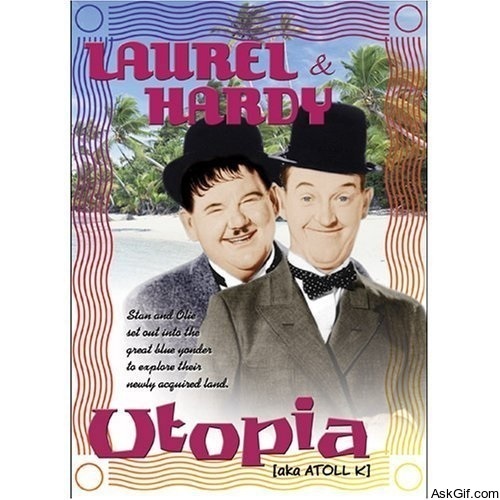 LAUREL &
HARDY
Stan and Olie
set out into the
great blue yonder
to explore their
newly acquired land.
Utopia
[aka ATOLL K]
AskGif.com